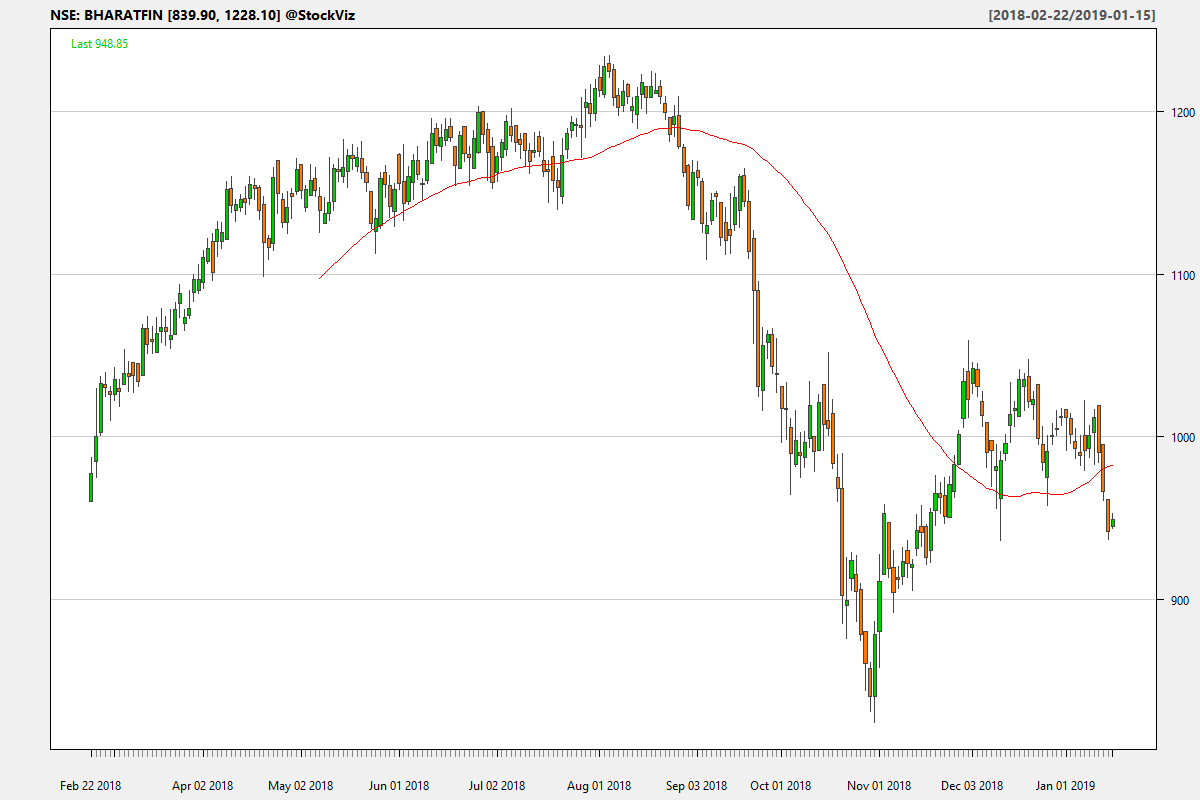 NSE: BHARATFIN [839.90, 1228.10] @StockViz [2018-02-22/2019-01-15]
Last 948.85
1200
1100
1000
900
Feb 22 2018 Apr 02 2018 May 02 2018 Jun 01 2018 Jul 02 2018 Aug 01 2018 Sep 03 2018 Oct 01 2018 Nov 01 2018 Dec 03 2018 Jan 01 2019